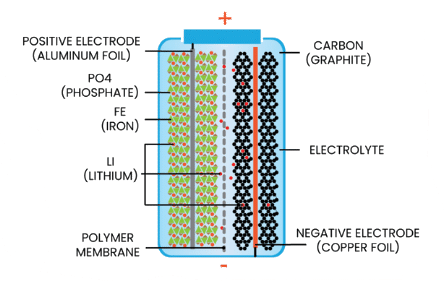 +
POSITIVE ELECTRODE
(ALUMINUM FOIL)
PO4
(PHOSPHATE)
FE
(IRON)
LI
(LITHIUM)
POLYMER
MEMBRANE
CARBON
(GRAPHITE)
ELECTROLYTE
NEGATIVE ELECTRODE
(COPPER FOIL)
-